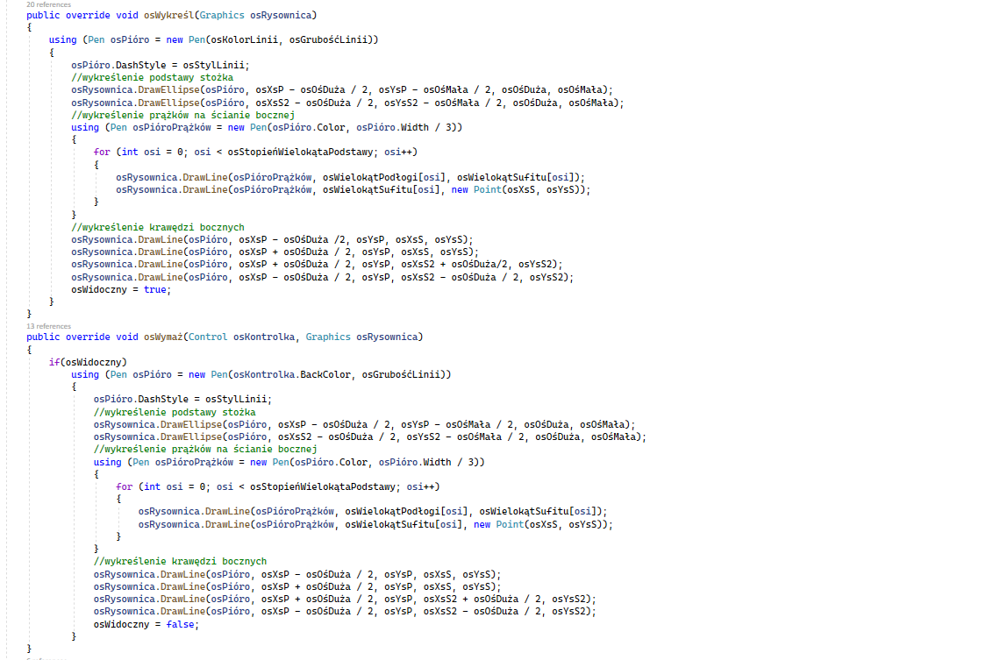 20 references
public override void osWykreśl(Graphics osRysownica)
{
using (Pen osPióro = new Pen(osKolorLinii, osGrubośćLinii))
{
osPióro.DashStyle = osStylLinii;
//wykreślenie podstawy stożka
osRysownica.DrawEllipse(osPióro, osXsP - osOśDuża / 2, osYsP - osOśMała / 2, osOśDuża, osOśMała);
osRysownica.DrawEllipse(osPióro, osXsS2 - osOśDuża / 2, osYsS2 - osOśMała / 2, osOśDuża, osOśMała);
//wykreślenie prążków na ścianie bocznej
using (Pen osPióroPrążków = new Pen(osPióro.Color, osPióro.Width / 3))
{
for (int osi = 0; osi < osStopieńWielokątaPodstawy; osi++)
{
osRysownica.DrawLine(osPióroPrążków, osWielokątPodłogi[osi], osWielokątSufitu[osi]);
osRysownica.DrawLine(osPióroPrążków, osWielokątSufitu[osi], new Point(osXsS, osYsS));
}
}
//wykreślenie krawędzi bocznych
osRysownica.DrawLine(osPióro, osXsP - osOśDuża /2, osYsP, osXsS, osYsS);
osRysownica.DrawLine(osPióro, osXsP + osOśDuża / 2, osYsP, osXsS, osYsS);
osRysownica.DrawLine(osPióro, osXsP + osOśDuża / 2, osYsP, osXsS2 + osOśDuża/2, osYsS2);
osRysownica.DrawLine(osPióro, osXsP - osOśDuża / 2, osYsP, osXsS2 - osOśDuża / 2, osYsS2);
osWidoczny = true;
}
}
13 references
public override void osWymaż(Control osKontrolka, Graphics osRysownica)
{
if(osWidoczny)
using (Pen osPióro = new Pen(osKontrolka.BackColor, osGrubośćLinii))
{
osPióro.DashStyle = osStylLinii;
//wykreślenie podstawy stożka
osRysownica.DrawEllipse(osPióro, osXsP - osOśDuża / 2, osYsP - osOśMała / 2, osOśDuża, osOśMała);
osRysownica.DrawEllipse(osPióro, osXsS2 - osOśDuża / 2, osYsS2 - osOśMała / 2, osOśDuża, osOśMała);
//wykreślenie prążków na ścianie bocznej
using (Pen osPióroPrążków = new Pen(osPióro.Color, osPióro.Width / 3))
{
for (int osi = 0; osi < osStopieńWielokątaPodstawy; osi++)
{
osRysownica.DrawLine(osPióroPrążków, osWielokątPodłogi[osi], osWielokątSufitu[osi]);
osRysownica.DrawLine(osPióroPrążków, osWielokątSufitu[osi], new Point(osXsS, osYsS));
}
}
//wykreślenie krawędzi bocznych
osRysownica.DrawLine(osPióro, osXsP - osOśDuża / 2, osYsP, osXsS, osYsS);
osRysownica.DrawLine(osPióro, osXsP + osOśDuża / 2, osYsP, osXsS, osYsS);
osRysownica.DrawLine(osPióro, osXsP + osOśDuża / 2, osYsP, osXsS2 + osOśDuża / 2, osYsS2);
osRysownica.DrawLine(osPióro, osXsP - osOśDuża / 2, osYsP, osXsS2 - osOśDuża / 2, osYsS2);
osWidoczny = false;
}
}